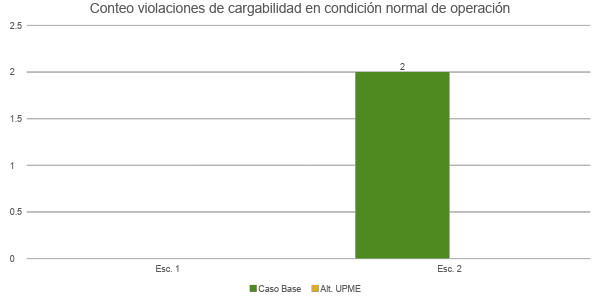 Conteo violaciones de cargabilidad en condición normal de operación
2.5
2
2
1.5
1
0.5
0
Esc. 1
Esc. 2
Caso Base
Alt. UPME